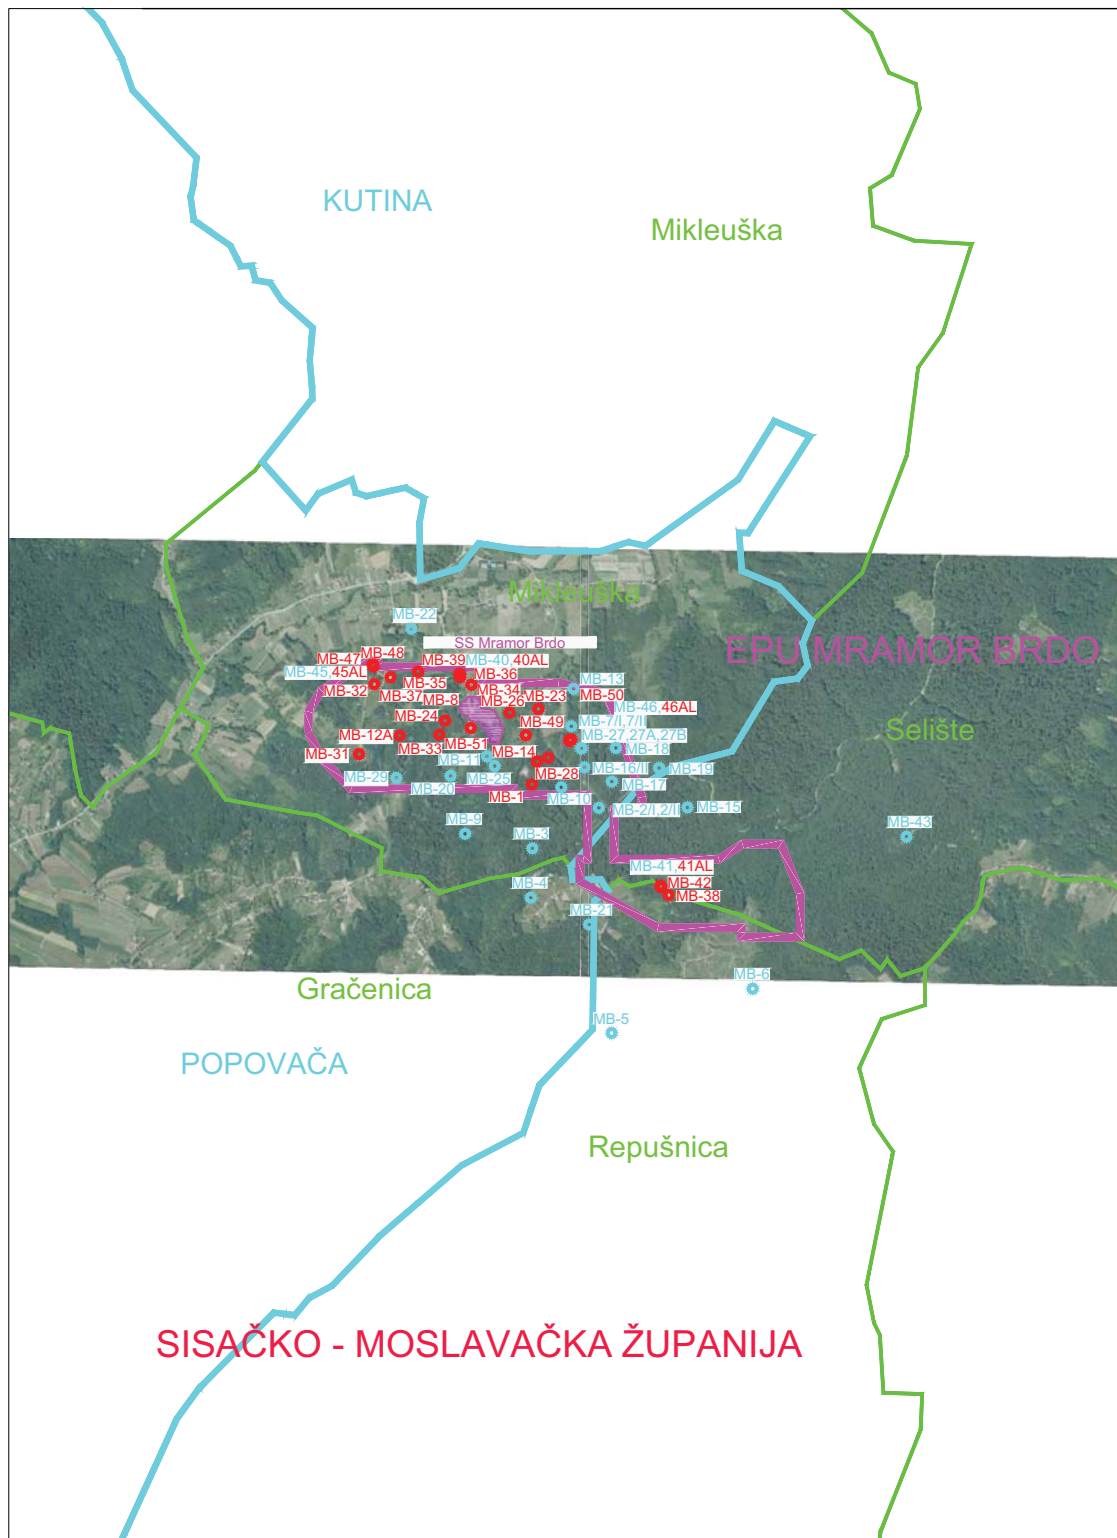 KUTINA
Mikleuška
Mikleuška
MB-22
SS Mramor Brdo
EPU MRAMOR BRDO
MB-47
MB-48
MB-39
MB-40,40AL
MB-45,45AL
MB-36
MB-35
MB-32
MB-37
MB-34
MB-8
MB-13
MB-50
MB-26
MB-23
MB-46,46AL
MB-24
MB-7/I,7/II
MB-49
MB-12A
MB-27,27A,27B
Selište
MB-33
MB-51
MB-18
MB-31
MB-14
MB-11
MB-16/II
MB-19
MB-29
MB-20
MB-25
MB-28
MB-17
MB-1
MB-10
MB-2/I,2/II
MB-15
MB-9
MB-3
MB-43
MB-41,41AL
MB-42
MB-38
MB-4
MB-21
MB-6
Gračenica
MB-5
POPOVAČA
Repušnica
SISAČKO - MOSLAVAČKA ŽUPANIJA